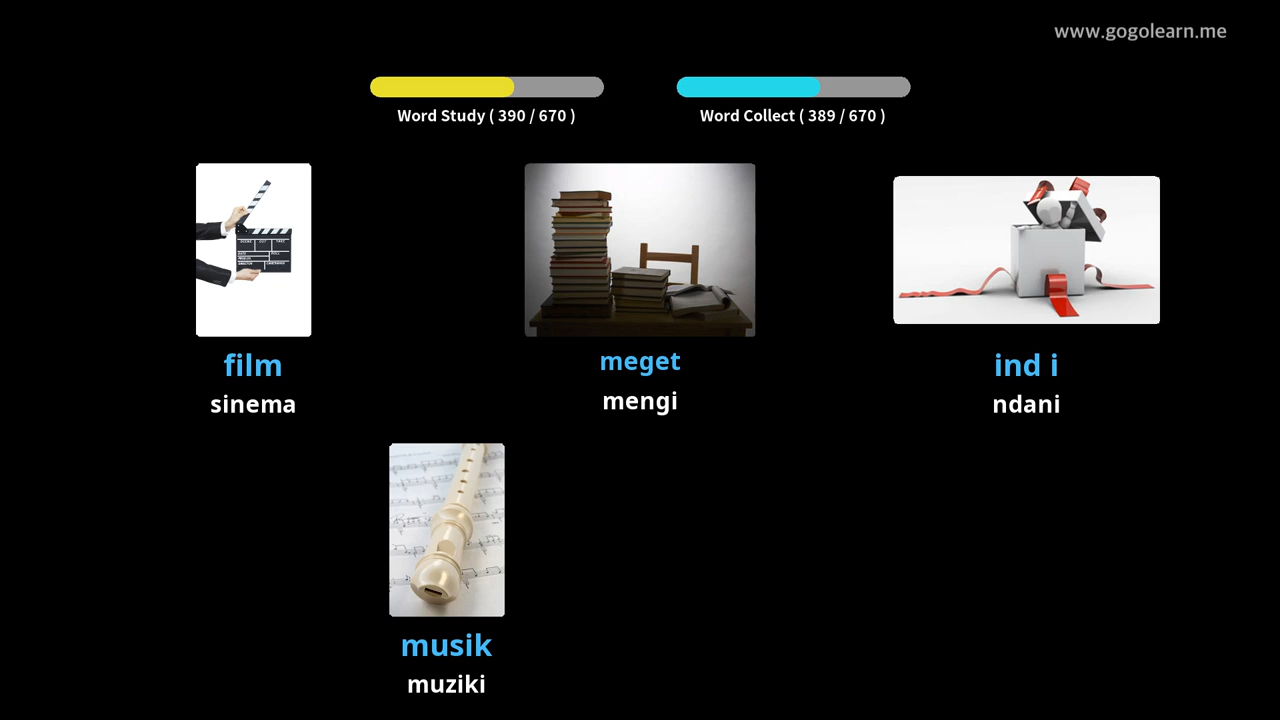 www.gogolearn.me
Word Study ( 390 / 670 )
Word Collect ( 389 / 670 )
film
sinema
meget
mengi
ind i
ndani
musik
muziki